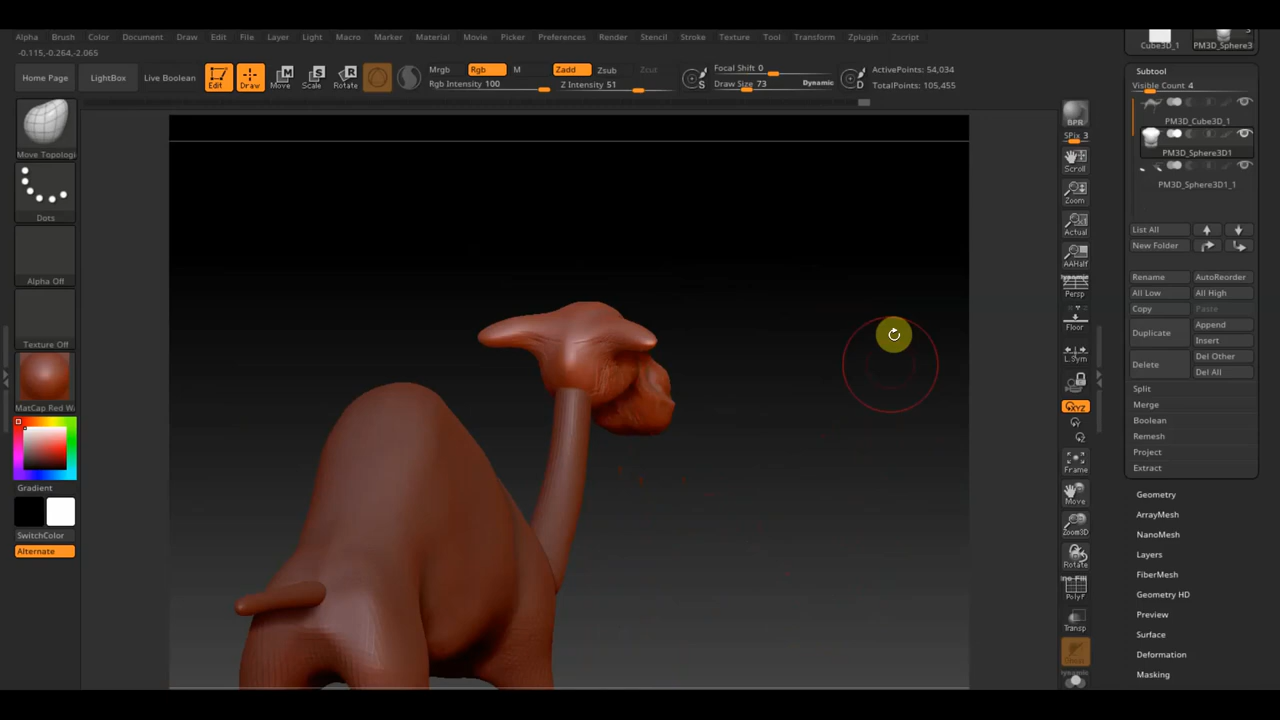 Alpha Brush Color Document Draw Edit File Layer Light Macro Marker Material Movie Picker Preferences Render Stencil Stroke Texture Tool Transform Zplugin Zscript
-0.115,-0.264,-2.065
Cube3D_1 PM3D_Sphere3
Home Page LightBox Live Boolean Edit Draw Move Scale Rotate
Mrgb Rgb M
Rgb Intensity 100
Zadd Zsub Zcut
Z Intensity 51
S
Focal Shift 0
Draw Size 73 Dynamic
D
ActivePoints: 54,034
TotalPoints: 105,455
Move Topologi
Dots
Alpha Off
Texture Off
MatCap Red Wa
Gradient
SwitchColor
Alternate
BPR
SPix 3
Scroll
Zoom
Actual
AAHalf
Dynamic
Persp
Floor
L.Sym
XYZ
Y
Z
Frame
Move
Zoom3D
Rotate
PolyF
Transp
Dynamic
Subtool
Visible Count 4
PM3D_Cube3D_1
PM3D_Sphere3D1
PM3D_Sphere3D1_1
List All
New Folder
Rename AutoReorder
All Low All High
Copy Paste
Duplicate Append
Insert
Delete Del Other
Del All
Split
Merge
Boolean
Remesh
Project
Extract
Geometry
ArrayMesh
NanoMesh
Layers
FiberMesh
Geometry HD
Preview
Surface
Deformation
Masking